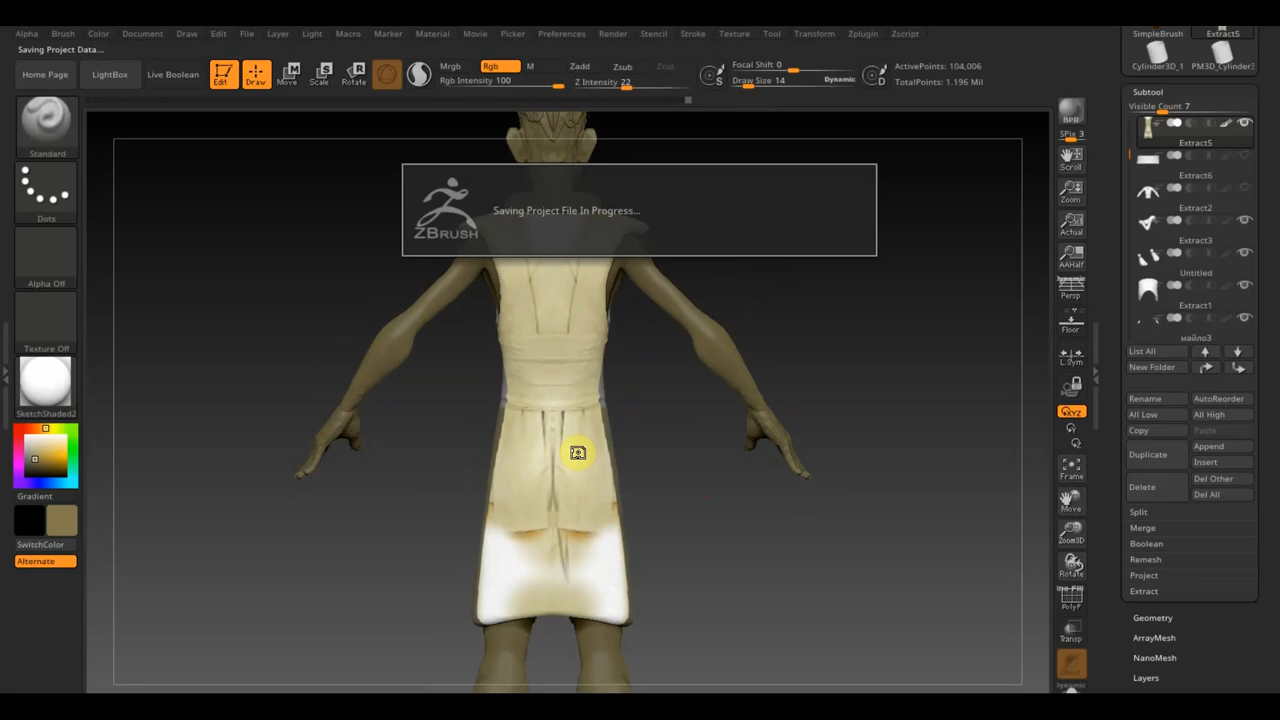 Alpha Brush Color Document Draw Edit File Layer Light Macro Marker Material Movie Picker Preferences Render Stencil Stroke Texture Tool Transform Zplugin Zscript
Saving Project Data...
Home Page
LightBox
Live Boolean
Edit
Draw
Move
Scale
Rotate
Mrgb
Rgb
M
Rgb Intensity 100
Zadd
Zsub
Zcut
Z Intensity 22
S
Focal Shift 0
Draw Size 14
Dynamic
D
ActivePoints: 104,006
TotalPoints: 1.196 Mil
Standard
Dots
Alpha Off
Texture Off
SketchShaded2
Gradient
SwitchColor
Alternate
ZBRUSH
Saving Project File In Progress...
BPR
SPix 3
Scroll
Zoom
Actual
AAHalf
Dynamic
Persp
Floor
L.Sym
XYZ
Frame
Move
Zoom3D
Rotate
PolyF
Transp
Dynamic
SimpleBrush
Extract5
Cylinder3D_1
PM3D_Cylinder3
Subtool
Visible Count 7
Extract5
Extract6
Extract2
Extract3
Untitled
Extract1
майло3
List All
New Folder
Rename
AutoReorder
All Low
All High
Copy
Paste
Duplicate
Append
Insert
Delete
Del Other
Del All
Split
Merge
Boolean
Remesh
Project
Extract
Geometry
ArrayMesh
NanoMesh
Layers